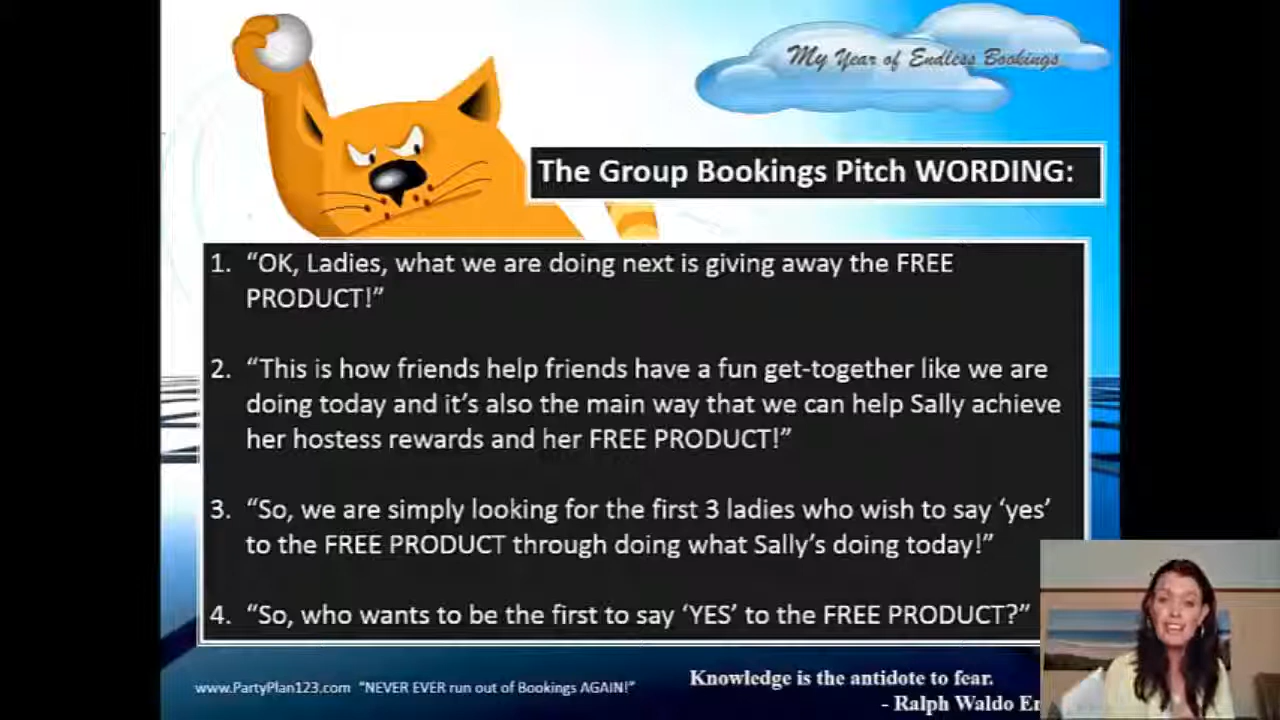 My Year of Endless Bookings
The Group Bookings Pitch WORDING:
1. “OK, Ladies, what we are doing next is giving away the FREE
PRODUCT!”
2. “This is how friends help friends have a fun get-together like we are
doing today and it’s also the main way that we can help Sally achieve
her hostess rewards and her FREE PRODUCT!”
3. “So, we are simply looking for the first 3 ladies who wish to say ‘yes’
to the FREE PRODUCT through doing what Sally’s doing today!”
4. “So, who wants to be the first to say ‘YES’ to the FREE PRODUCT?”
www.PartyPlan123.com “NEVER EVER run out of Bookings AGAIN!”
Knowledge is the antidote to fear.
- Ralph Waldo